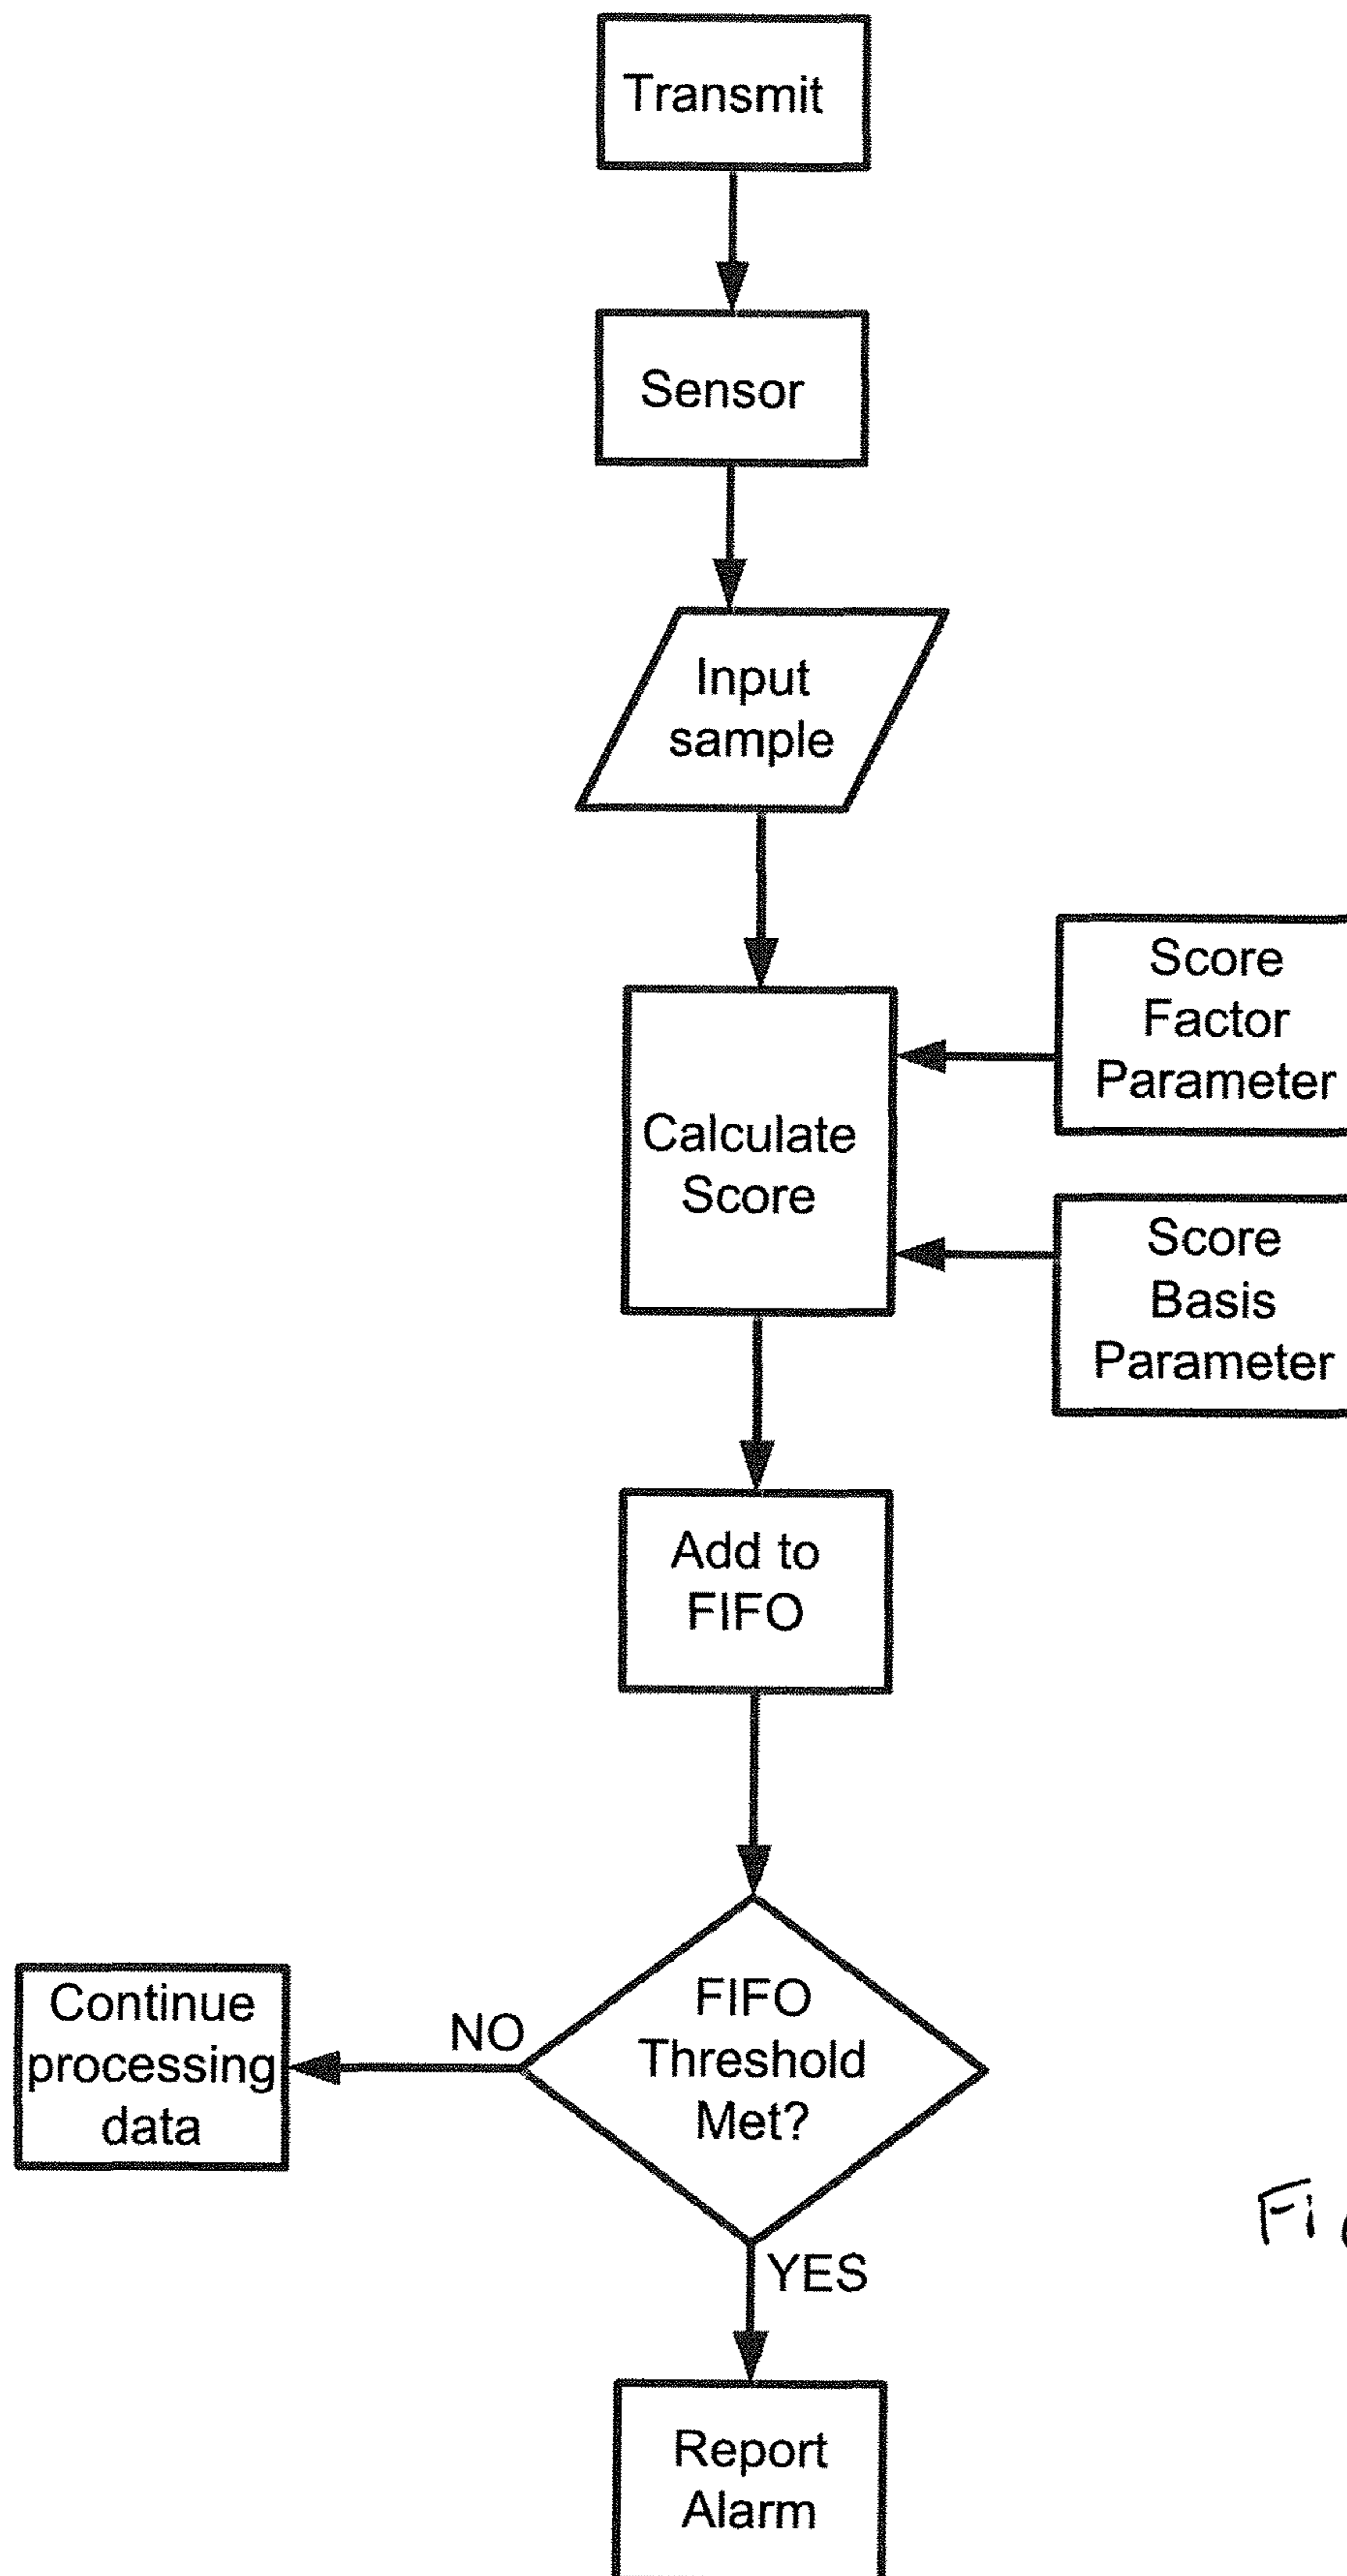 Transmit
Sensor
Input
sample
Calculate
Score
Score
Factor
Parameter
Score
Basis
Parameter
Add to
FIFO
FIFO
Threshold
Met?
NO
Continue
processing
data
YES
Report
Alarm